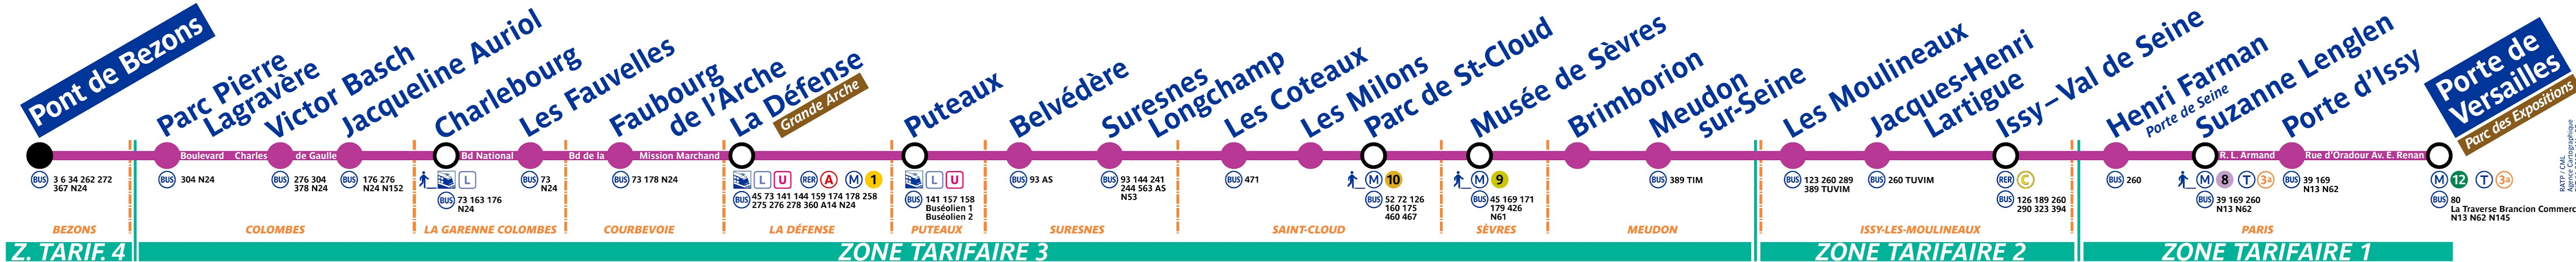 Pont de Bezons
Parc Pierre
Lagravère
Victor Basch
Jacqueline Auriol
Charlebourg
Les Fauvelles
Faubourg
de l'Arche
La Défense
Grande Arche
Puteaux
Belvédère
Suresnes
Longchamp
Les Coteaux
Les Milons
Parc de St-Cloud
Musée de Sèvres
Brimborion
Meudon
sur-Seine
Les Moulineaux
Jacques-Henri
Lartigue
Issy–Val de Seine
Henri Farman
Porte de Seine
Suzanne Lenglen
Porte d'Issy
Porte de
Versailles
Parc des Expositions
Boulevard Charles de Gaulle Bd National Bd de la Mission Marchand R. L. Armand Rue d'Oradour Av. E. Renan
BUS 3 6 34 262 272
367 N24
BUS 304 N24
BUS 276 304
378 N24
BUS 176 276
N24 N152
L
BUS 73 163 176
N24
BUS 73
N24
BUS 73 178 N24
L U RER A M 1
BUS 45 73 141 144 159 174 178 258
275 276 278 360 A14 N24
L U
BUS 141 157 158
Buséolien 1
Buséolien 2
BUS 93 AS
BUS 93 144 241
244 563 AS
N53
BUS 471
M 10
BUS 52 72 126
160 175
460 467
M 9
BUS 45 169 171
179 426
N61
BUS 389 TIM
BUS 123 260 289
389 TUVIM
BUS 260 TUVIM
RER C
BUS 126 189 260
290 323 394
BUS 260
M 8 T 3a
BUS 39 169 260
N13 N62
BUS 39 169
N13 N62
M 12 T 3a
BUS 80
La Traverse Brancion Commerc
N13 N62 N145
RATP / CML
Agence Cartographique
BEZONS
COLOMBES
LA GARENNE COLOMBES
COURBEVOIE
LA DÉFENSE
PUTEAUX
SURESNES
SAINT-CLOUD
SÈVRES
MEUDON
ISSY-LES-MOULINEAUX
PARIS
Z. TARIF. 4
ZONE TARIFAIRE 3
ZONE TARIFAIRE 2
ZONE TARIFAIRE 1